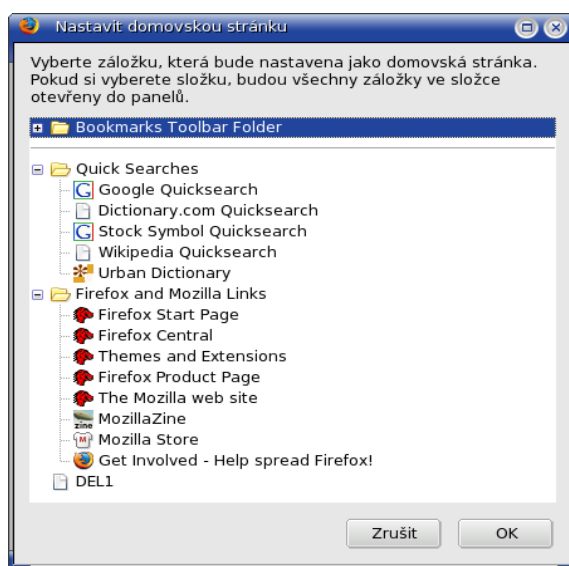 Nastavit domovskou stránku
Vyberte záložku, která bude nastavena jako domovská stránka.
Pokud si vyberete složku, budou všechny záložky ve složce
otevřeny do panelů.
Bookmarks Toolbar Folder
Quick Searches
Google Quicksearch
Dictionary.com Quicksearch
Stock Symbol Quicksearch
Wikipedia Quicksearch
Urban Dictionary
Firefox and Mozilla Links
Firefox Start Page
Firefox Central
Themes and Extensions
Firefox Product Page
The Mozilla web site
zine MozillaZine
M Mozilla Store
Get Involved - Help spread Firefox!
DEL1
Zrušit OK